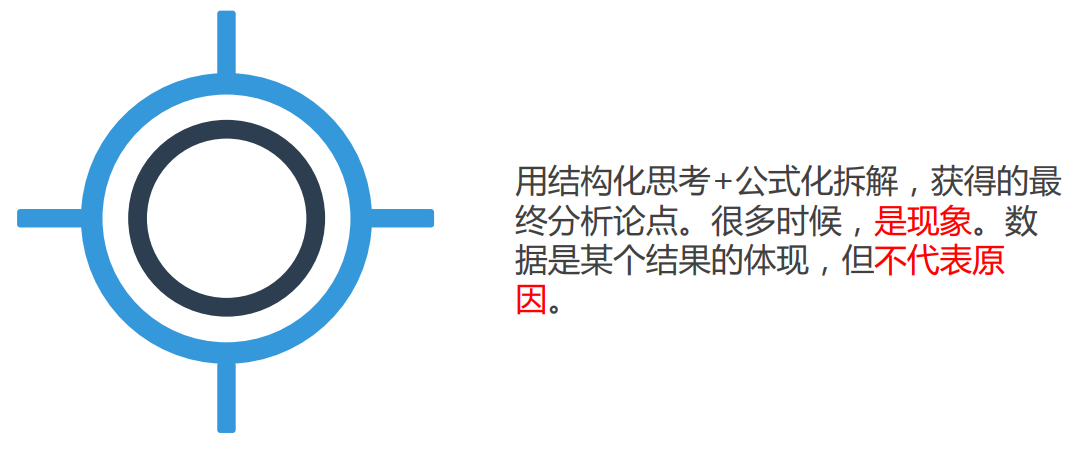 用结构化思考+公式化拆解，获得的最
终分析论点。很多时候，是现象。数
据是某个结果的体现，但不代表原
因。